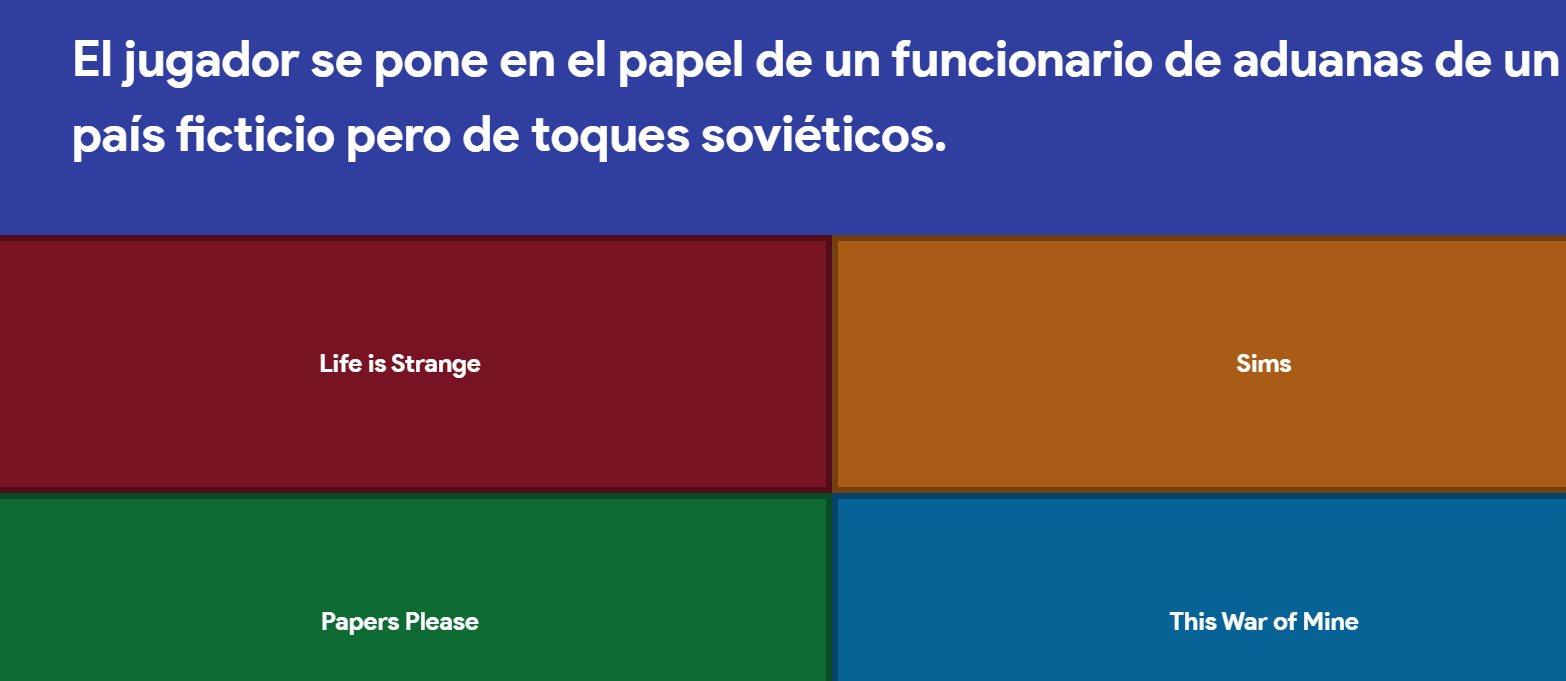 El jugador se pone en el papel de un funcionario de aduanas de un
país ficticio pero de toques soviéticos.
Life is Strange
Sims
Papers Please
This War of Mine